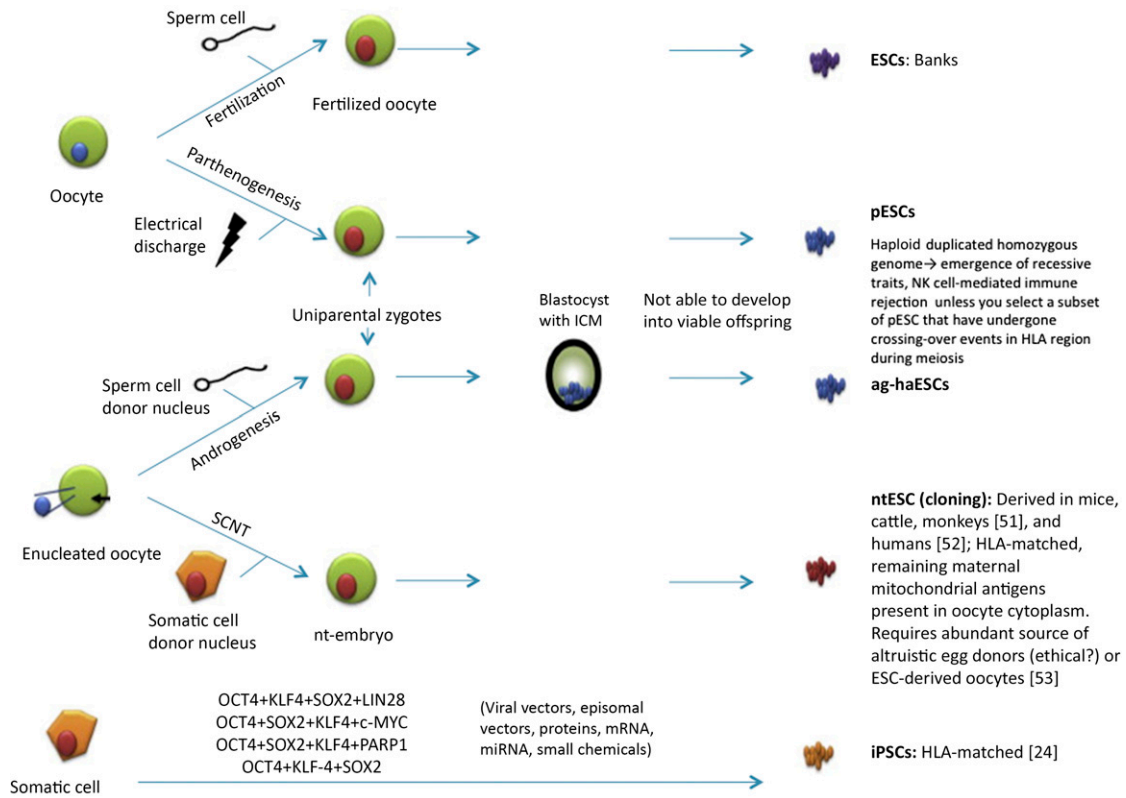 Sperm cell
Fertilization
Fertilized oocyte
ESCs: Banks
Oocyte
Parthenogenesis
Electrical
discharge
pESCs
Haploid duplicated homozygous
genome→ emergence of recessive
traits, NK cell-mediated immune
rejection unless you select a subset
of pESC that have undergone
crossing-over events in HLA region
during meiosis
Uniparental zygotes
Blastocyst
with ICM
Not able to develop
into viable offspring
Sperm cell
donor nucleus
Androgenesis
ag-haESCs
Enucleated oocyte
SCNT
Somatic cell
donor nucleus
nt-embryo
ntESC (cloning): Derived in mice,
cattle, monkeys [51], and
humans [52]; HLA-matched,
remaining maternal
mitochondrial antigens
present in oocyte cytoplasm.
Requires abundant source of
altruistic egg donors (ethical?) or
ESC-derived oocytes [53]
OCT4+KLF4+SOX2+LIN28
OCT4+SOX2+KLF4+c-MYC
OCT4+SOX2+KLF4+PARP1
OCT4+KLF-4+SOX2
(Viral vectors, episomal
vectors, proteins, mRNA,
miRNA, small chemicals)
Somatic cell
iPSCs: HLA-matched [24]